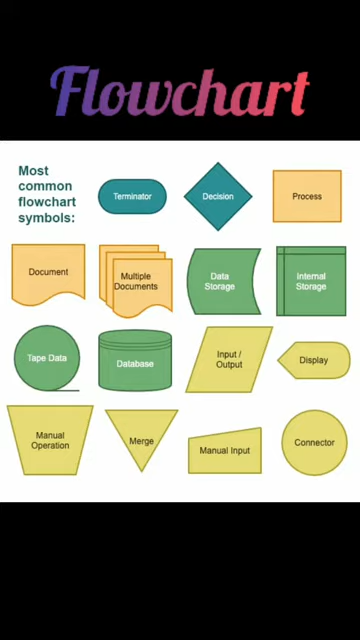 Flowchart
Most
common
flowchart
symbols:
Terminator
Decision
Process
Document
Multiple
Documents
Data
Storage
Internal
Storage
Tape Data
Database
Input /
Output
Display
Manual
Operation
Merge
Manual Input
Connector